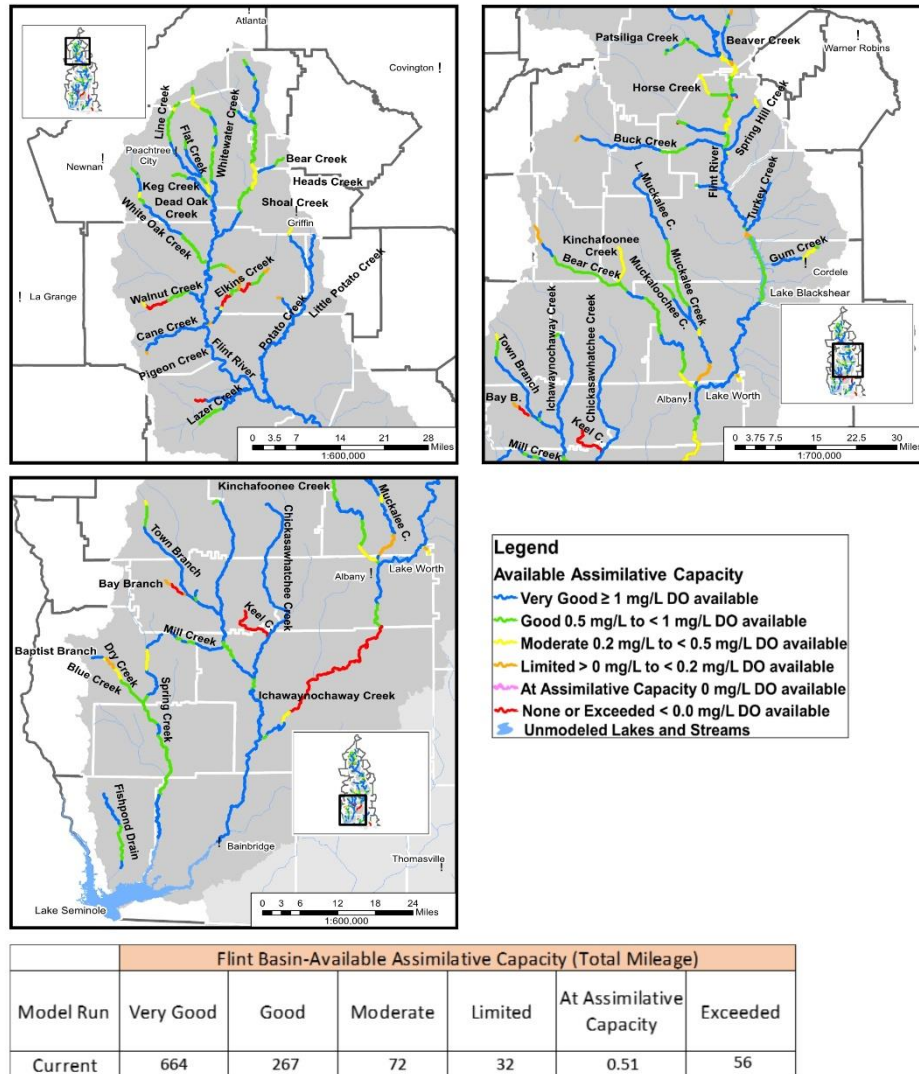 Atlanta
Covington
Line Creek
Flat Creek
Whitewater Creek
Peachtree
City
Newnan
Bear Creek
Keg Creek
Heads Creek
Dead Oak
Creek
Shoal Creek
Griffin
White Oak Creek
Elkins Creek
Little Potato Creek
La Grange
Walnut Creek
Potato Creek
Cane Creek
Flint River
Pigeon Creek
Lazer Creek
0 3.5 7 14 21 28
Miles
1:600,000
Patsiliga Creek
Beaver Creek
Warner Robins
Horse Creek
Spring Hill Creek
Buck Creek
Flint River
L. Muckalee C.
Turkey Creek
Kinchafoonee
Creek
Gum Creek
Cordele
Bear Creek
Muckalee Creek
Muckaloochee C.
Lake Blackshear
Ichawaynochaway Creek
Chickasawhatchee Creek
Town Branch
Albany
Lake Worth
Bay B.
Keel C.
Mill Creek
0 3.75 7.5 15 22.5 30
Miles
1:700,000
Kinchafoonee Creek
Muckalee C.
Chickasawhatchee Creek
Town Branch
Albany
Lake Worth
Bay Branch
Keel C.
Mill Creek
Baptist Branch
Dry Creek
Blue Creek
Spring Creek
Ichawaynochaway Creek
Fishpond Drain
Bainbridge
Thomasville
Lake Seminole
0 3 6 12 18 24
Miles
1:600,000
Legend
Available Assimilative Capacity
Very Good ≥ 1 mg/L DO available
Good 0.5 mg/L to < 1 mg/L DO available
Moderate 0.2 mg/L to < 0.5 mg/L DO available
Limited > 0 mg/L to < 0.2 mg/L DO available
At Assimilative Capacity 0 mg/L DO available
None or Exceeded < 0.0 mg/L DO available
Unmodeled Lakes and Streams
Flint Basin-Available Assimilative Capacity (Total Mileage)
Model Run Very Good Good Moderate Limited At Assimilative Capacity Exceeded
Current 664 267 72 32 0.51 56